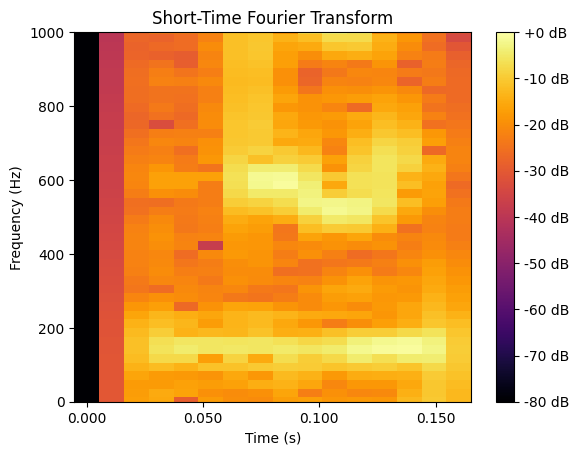 Short-Time Fourier Transform
1000
800
600
400
200
0
Frequency (Hz)
0.000
0.050
0.100
0.150
Time (s)
+0 dB
-10 dB
-20 dB
-30 dB
-40 dB
-50 dB
-60 dB
-70 dB
-80 dB